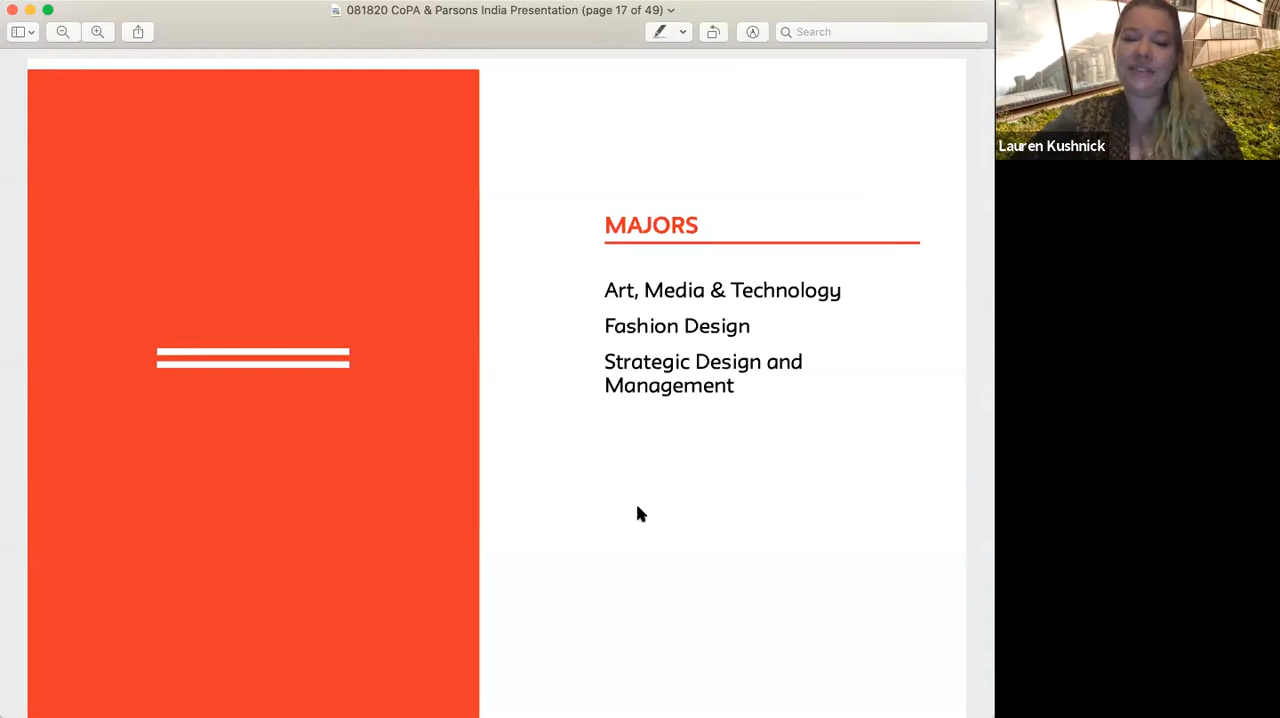 081820 CoPA & Parsons India Presentation (page 17 of 49)
Search
Lauren Kushnick
MAJORS
Art, Media & Technology
Fashion Design
Strategic Design and
Management